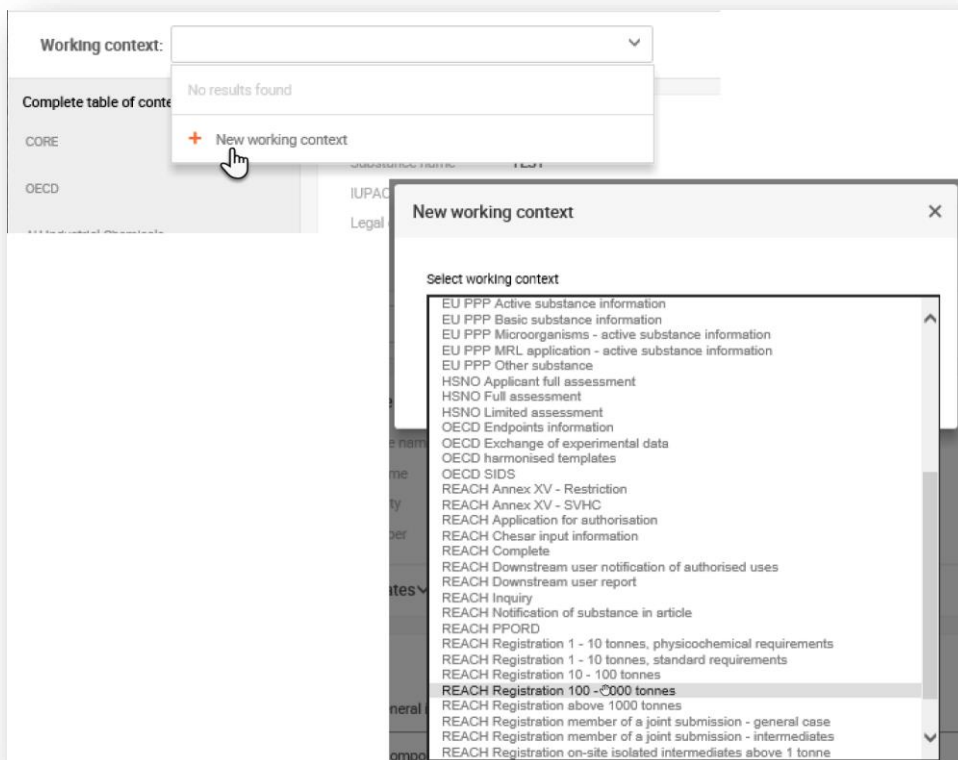 Working context:
No results found
Complete table of conte
CORE
+ New working context
Substance name TEST
OECD
IUPAC
Legal
New working context
×
Select working context
EU PPP Active substance information
EU PPP Basic substance information
EU PPP Microorganisms - active substance information
EU PPP MRL application - active substance information
EU PPP Other substance
HSNO Applicant full assessment
HSNO Full assessment
HSNO Limited assessment
OECD Endpoints information
OECD Exchange of experimental data
OECD harmonised templates
OECD SIDS
REACH Annex XV - Restriction
REACH Annex XV - SVHC
REACH Application for authorisation
REACH Chesar input information
REACH Complete
REACH Downstream user notification of authorised uses
REACH Downstream user report
REACH Inquiry
REACH Notification of substance in article
REACH PPORD
REACH Registration 1 - 10 tonnes, physicochemical requirements
REACH Registration 1 - 10 tonnes, standard requirements
REACH Registration 10 - 100 tonnes
REACH Registration 100 - 1000 tonnes
REACH Registration above 1000 tonnes
REACH Registration member of a joint submission - general case
REACH Registration member of a joint submission - intermediates
REACH Registration on-site isolated intermediates above 1 tonne
e nam
me
ty
ber
ates
neral i
ompo